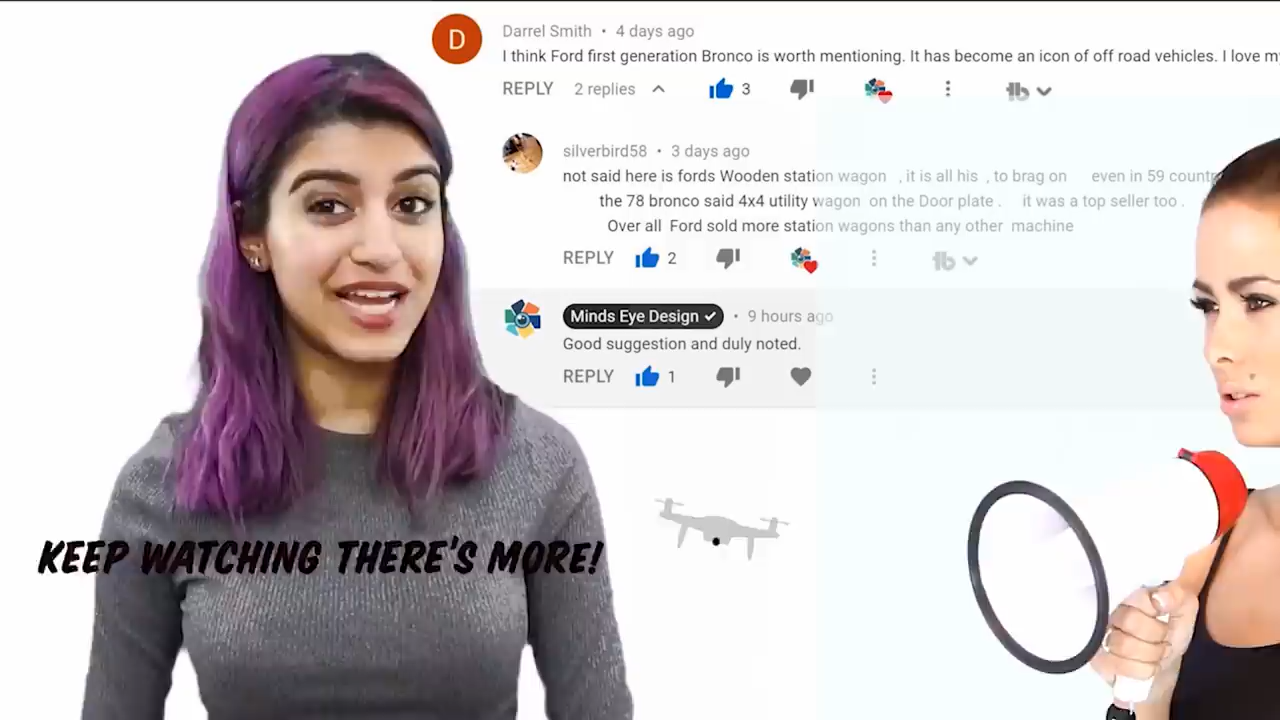 Darrel Smith • 4 days ago
I think Ford first generation Bronco is worth mentioning. It has become an icon of off road vehicles. I love
REPLY 2 replies 3
silverbird58 • 3 days ago
not said here is fords Wooden station wagon , it is all his , to brag on even in 59
the 78 bronco said 4x4 utility wagon on the Door plate . it was a top seller too .
Over all Ford sold more station wagons than any other machine
REPLY 2
Minds Eye Design • 9 hours ago
Good suggestion and duly noted.
REPLY 1
KEEP WATCHING THERE'S MORE!